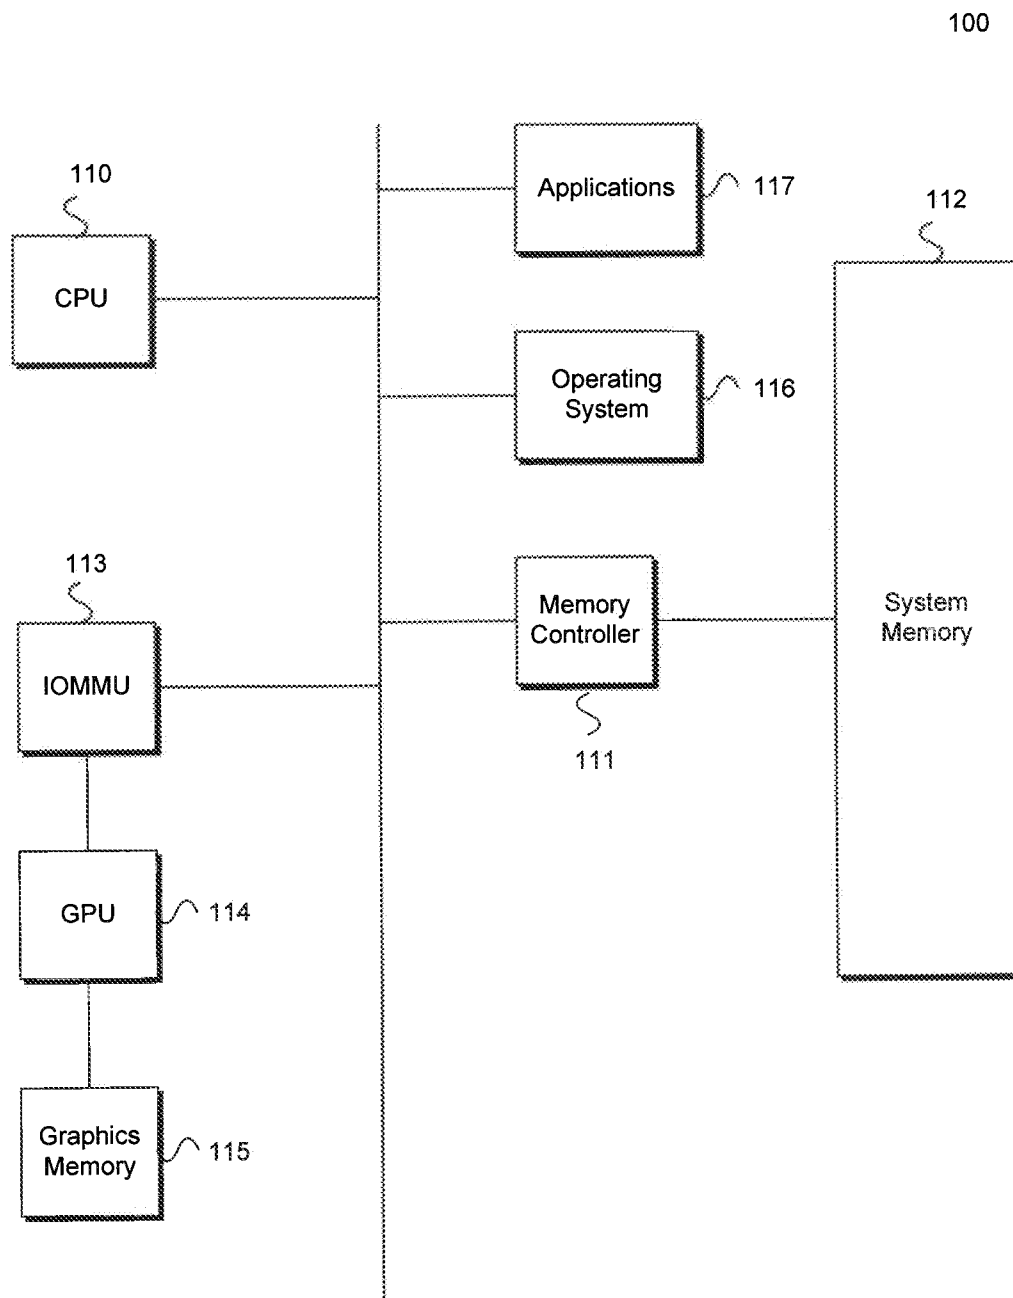 100
110
CPU
Applications
117
112
Operating
System
116
113
IOMMU
Memory
Controller
111
System
Memory
GPU
114
Graphics
Memory
115